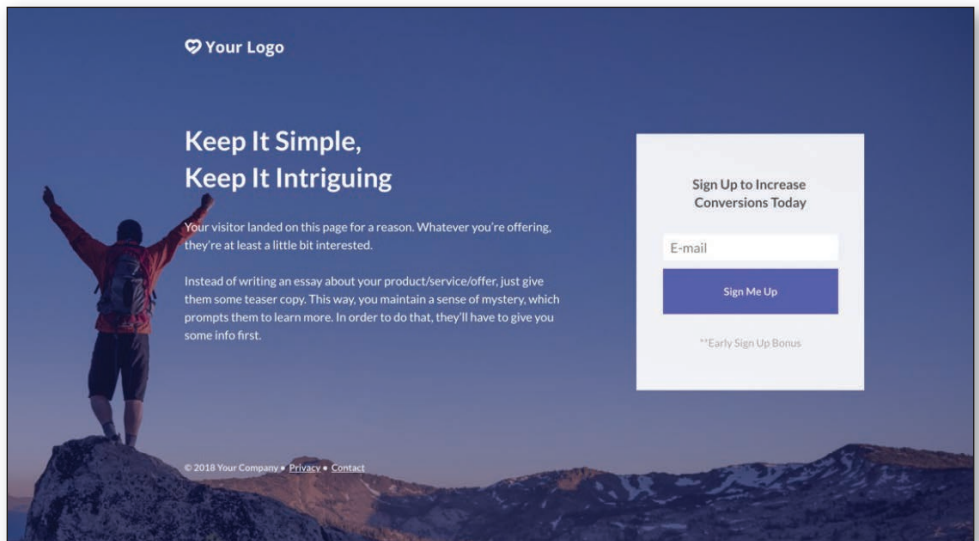 Your Logo
Keep It Simple,
Keep It Intriguing
Your visitor landed on this page for a reason. Whatever you're offering,
they're at least a little bit interested.
Instead of writing an essay about your product/service/offer, just give
them some teaser copy. This way, you maintain a sense of mystery, which
prompts them to learn more. In order to do that, they'll have to give you
some info first.
Sign Up to Increase
Conversions Today
E-mail
Sign Me Up
**Early Sign Up Bonus
© 2018 Your Company • Privacy • Contact